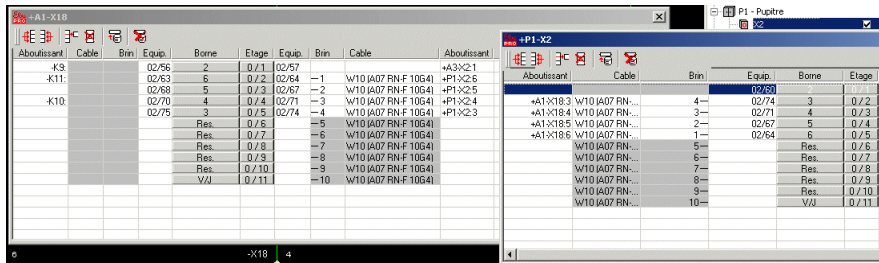 +A1-X18
Aboutissant Cable Brin Equip. Borne Etage Equip. Brin Cable Aboutissant
-K9: 02/56 2 0 / 1 02/57 +A3-X2:1
-K11: 02/63 6 0 / 2 02/64 1 W10 (A07 RN-F 10G4) +P1-X2:6
02/68 5 0 / 3 02/67 2 W10 (A07 RN-F 10G4) +P1-X2:5
-K10: 02/70 4 0 / 4 02/71 3 W10 (A07 RN-F 10G4) +P1-X2:4
02/75 3 0 / 5 02/74 4 W10 (A07 RN-F 10G4) +P1-X2:3
Res. 0 / 6 5 W10 (A07 RN-F 10G4)
Res. 0 / 7 6 W10 (A07 RN-F 10G4)
Res. 0 / 8 7 W10 (A07 RN-F 10G4)
Res. 0 / 9 8 W10 (A07 RN-F 10G4)
Res. 0 / 10 9 W10 (A07 RN-F 10G4)
V/J 0 / 11 10 W10 (A07 RN-F 10G4)
6 -X18 4
P1 - Pupitre
X2
+P1-X2
Aboutissant Cable Brin Equip. Borne Etage
02/60 2 0 / 1
+A1-X18:3 W10 (A07 RN-... 4 02/74 3 0 / 2
+A1-X18:4 W10 (A07 RN-... 3 02/71 4 0 / 3
+A1-X18:5 W10 (A07 RN-... 2 02/67 5 0 / 4
+A1-X18:6 W10 (A07 RN-... 1 02/64 6 0 / 5
W10 (A07 RN-... 5 Res. 0 / 6
W10 (A07 RN-... 6 Res. 0 / 7
W10 (A07 RN-... 7 Res. 0 / 8
W10 (A07 RN-... 8 Res. 0 / 9
W10 (A07 RN-... 9 Res. 0 / 10
W10 (A07 RN-... 10 V/J 0 / 11